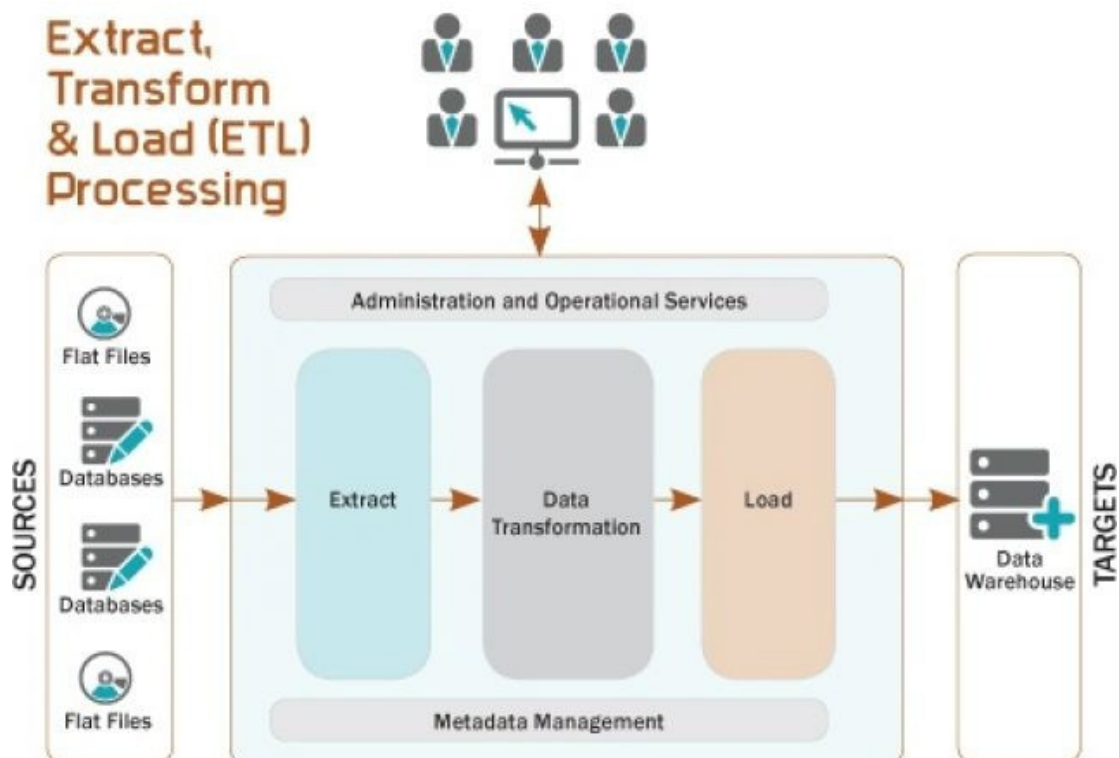 Extract,
Transform
& Load (ETL)
Processing
Administration and Operational Services
SOURCES
Flat Files
Databases
Databases
Flat Files
Extract
Data
Transformation
Load
Data
Warehouse
TARGETS
Metadata Management